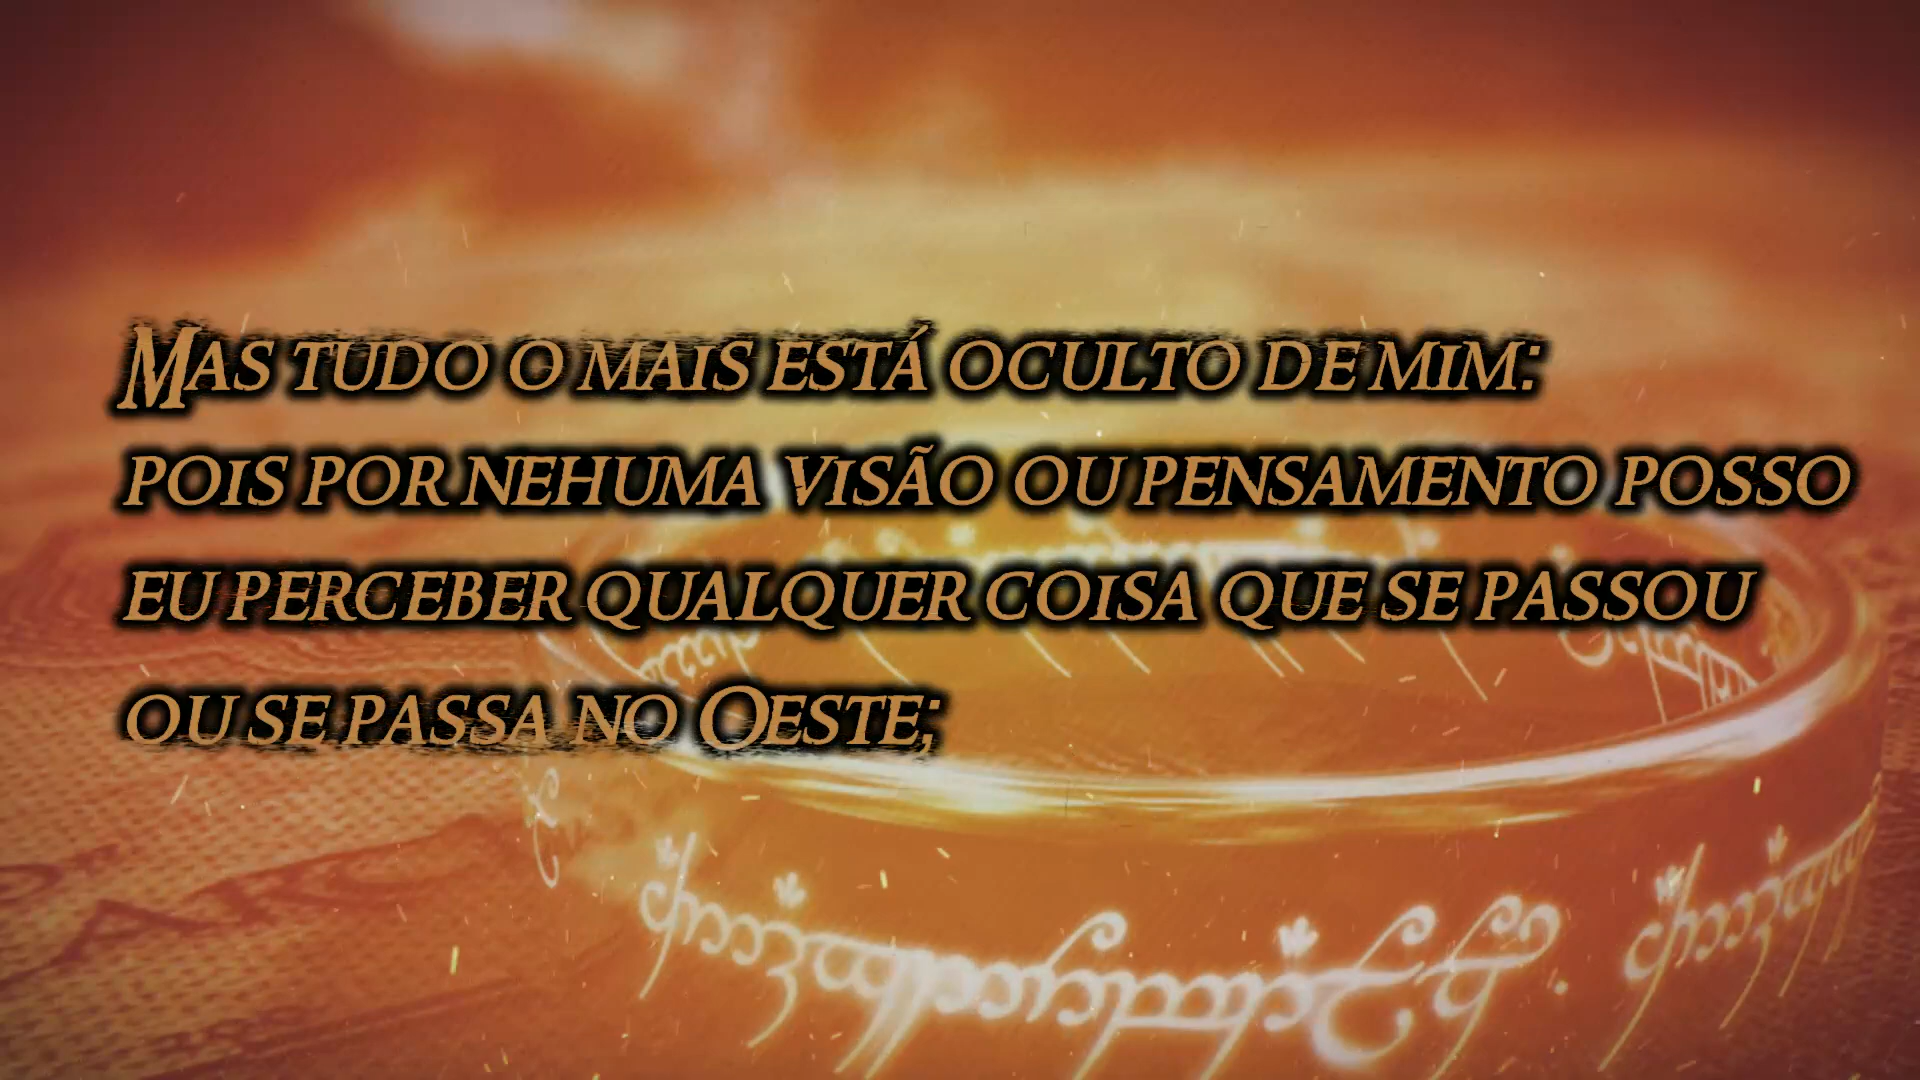 Mas tudo o mais está oculto de mim:
pois por nehuma visão ou pensamento posso
eu perceber qualquer coisa que se passou
ou se passa no Oeste;